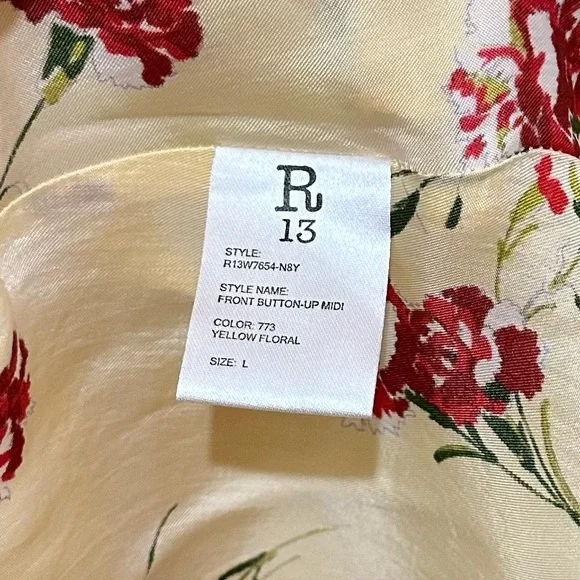 R
13
STYLE:
R13W7654-N8Y
STYLE NAME:
FRONT BUTTON-UP MIDI
COLOR: 773
YELLOW FLORAL
SIZE: L